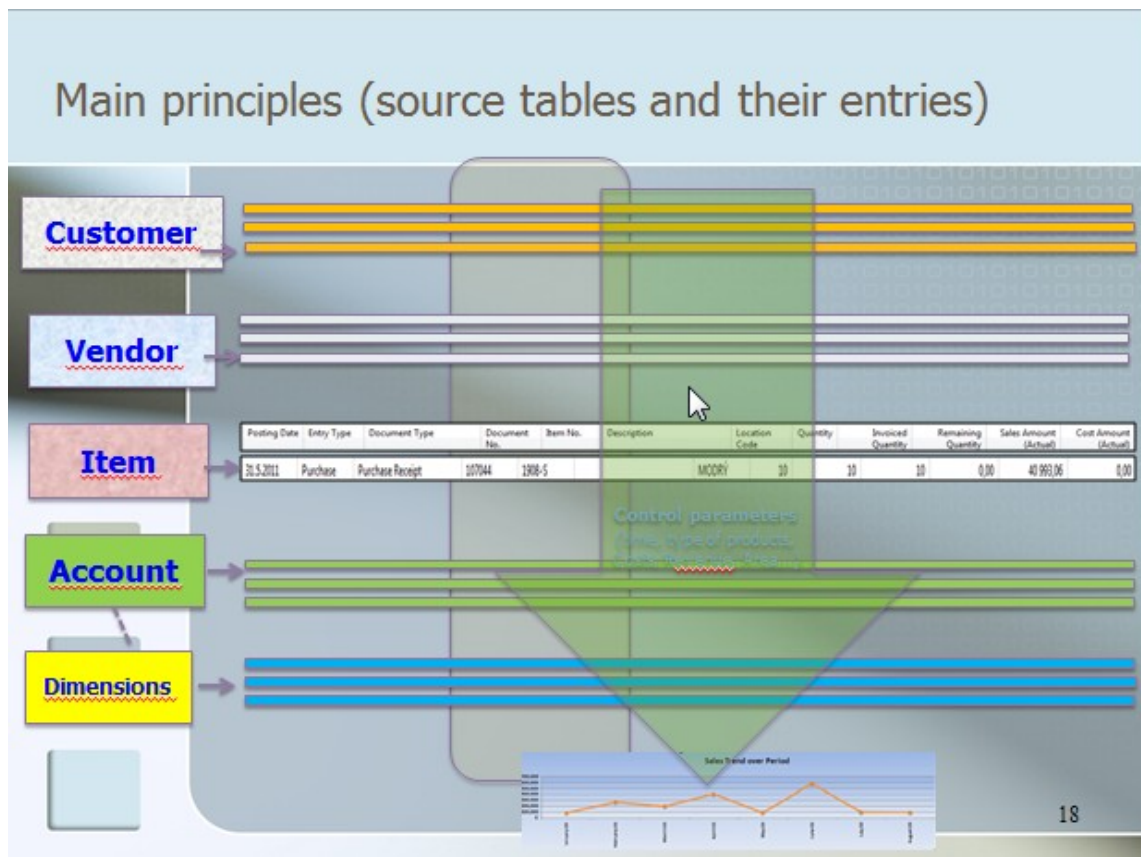 Main principles (source tables and their entries)
Customer
Vendor
Posting Date Entry Type Document Type Document No. Item No. Description Location Code Quantity Invoiced Quantity Remaining Quantity Sales Amount (Actual) Cost Amount (Actual)
Item
31.5.2011 Purchase Purchase Receipt 107044 1908-S MODRÝ 10 10 10 0,00 40 993,06 0,00
Control parameters
type of products,
Account
Dimensions
Sales Trend over Period
18